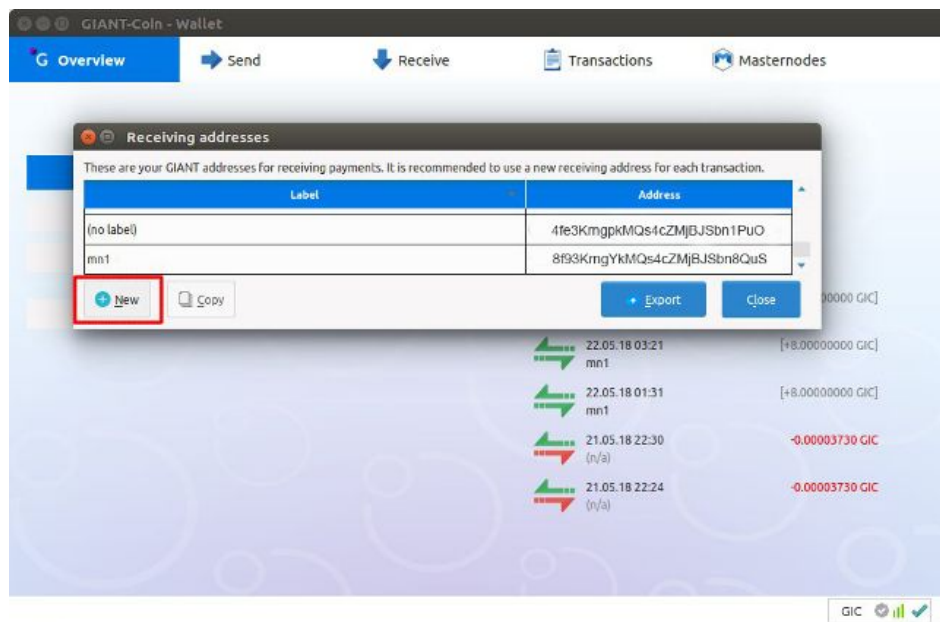 GIANT-Coin - Wallet
G Overview Send Receive Transactions Masternodes
Receiving addresses
These are your GIANT addresses for receiving payments. It is recommended to use a new receiving address for each transaction.
Label Address
(no label) 4fe3KrngpkMQs4cZMjBJSbn1PuO
mn1 8f93KrngYkMQs4cZMjBJSbn8QuS
New Copy Export Close 00000 GIC]
22.05.18 03:21 [+8.00000000 GIC]
mn1
22.05.18 01:31 [+8.00000000 GIC]
mn1
21.05.18 22:30 -0.00003730 GIC
(n/a)
21.05.18 22:24 -0.00003730 GIC
(n/a)
GIC